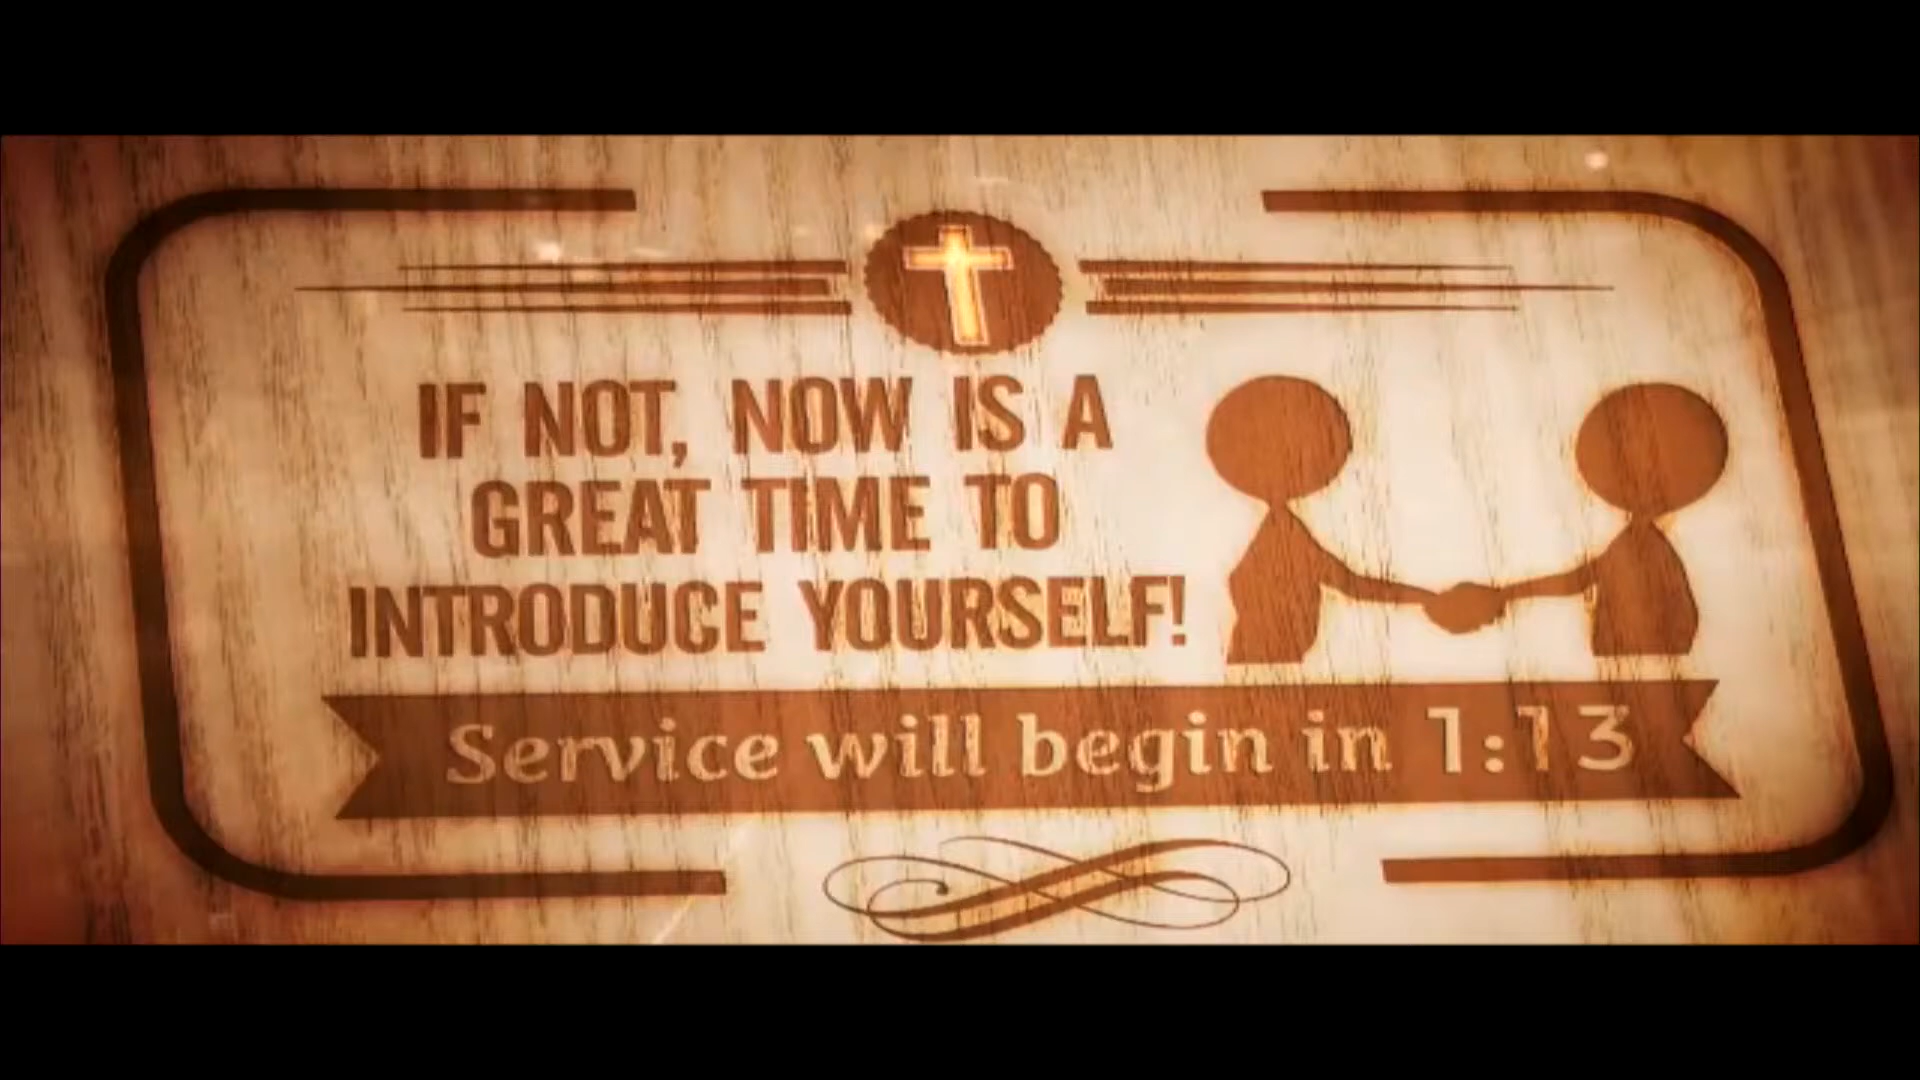 IF NOT, NOW IS A
GREAT TIME TO
INTRODUCE YOURSELF!
Service will begin in 1:13